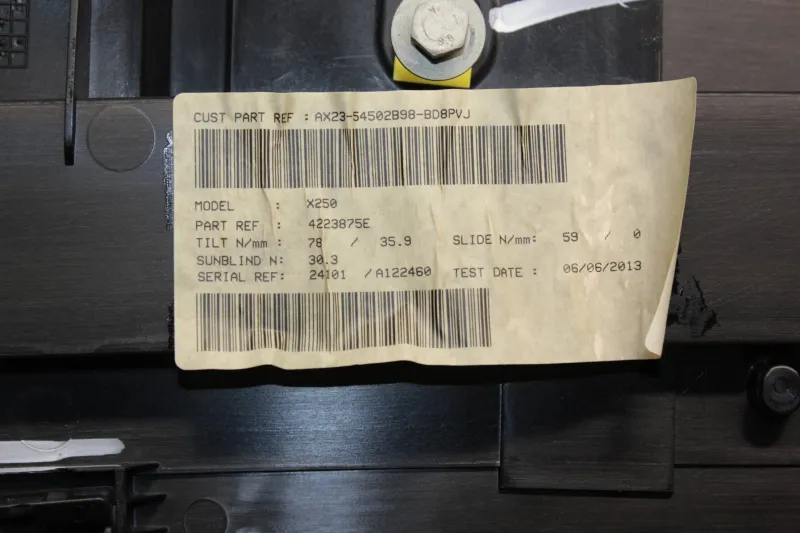 CUST PART REF : AX23-54502B98-BD8PVJ
MODEL : X250
PART REF : 4223875E
TILT N/mm : 78 / 35.9 SLIDE N/mm: 59 / 0
SUNBLIND N: 30.3
SERIAL REF: 24101 /A122460 TEST DATE : 06/06/2013